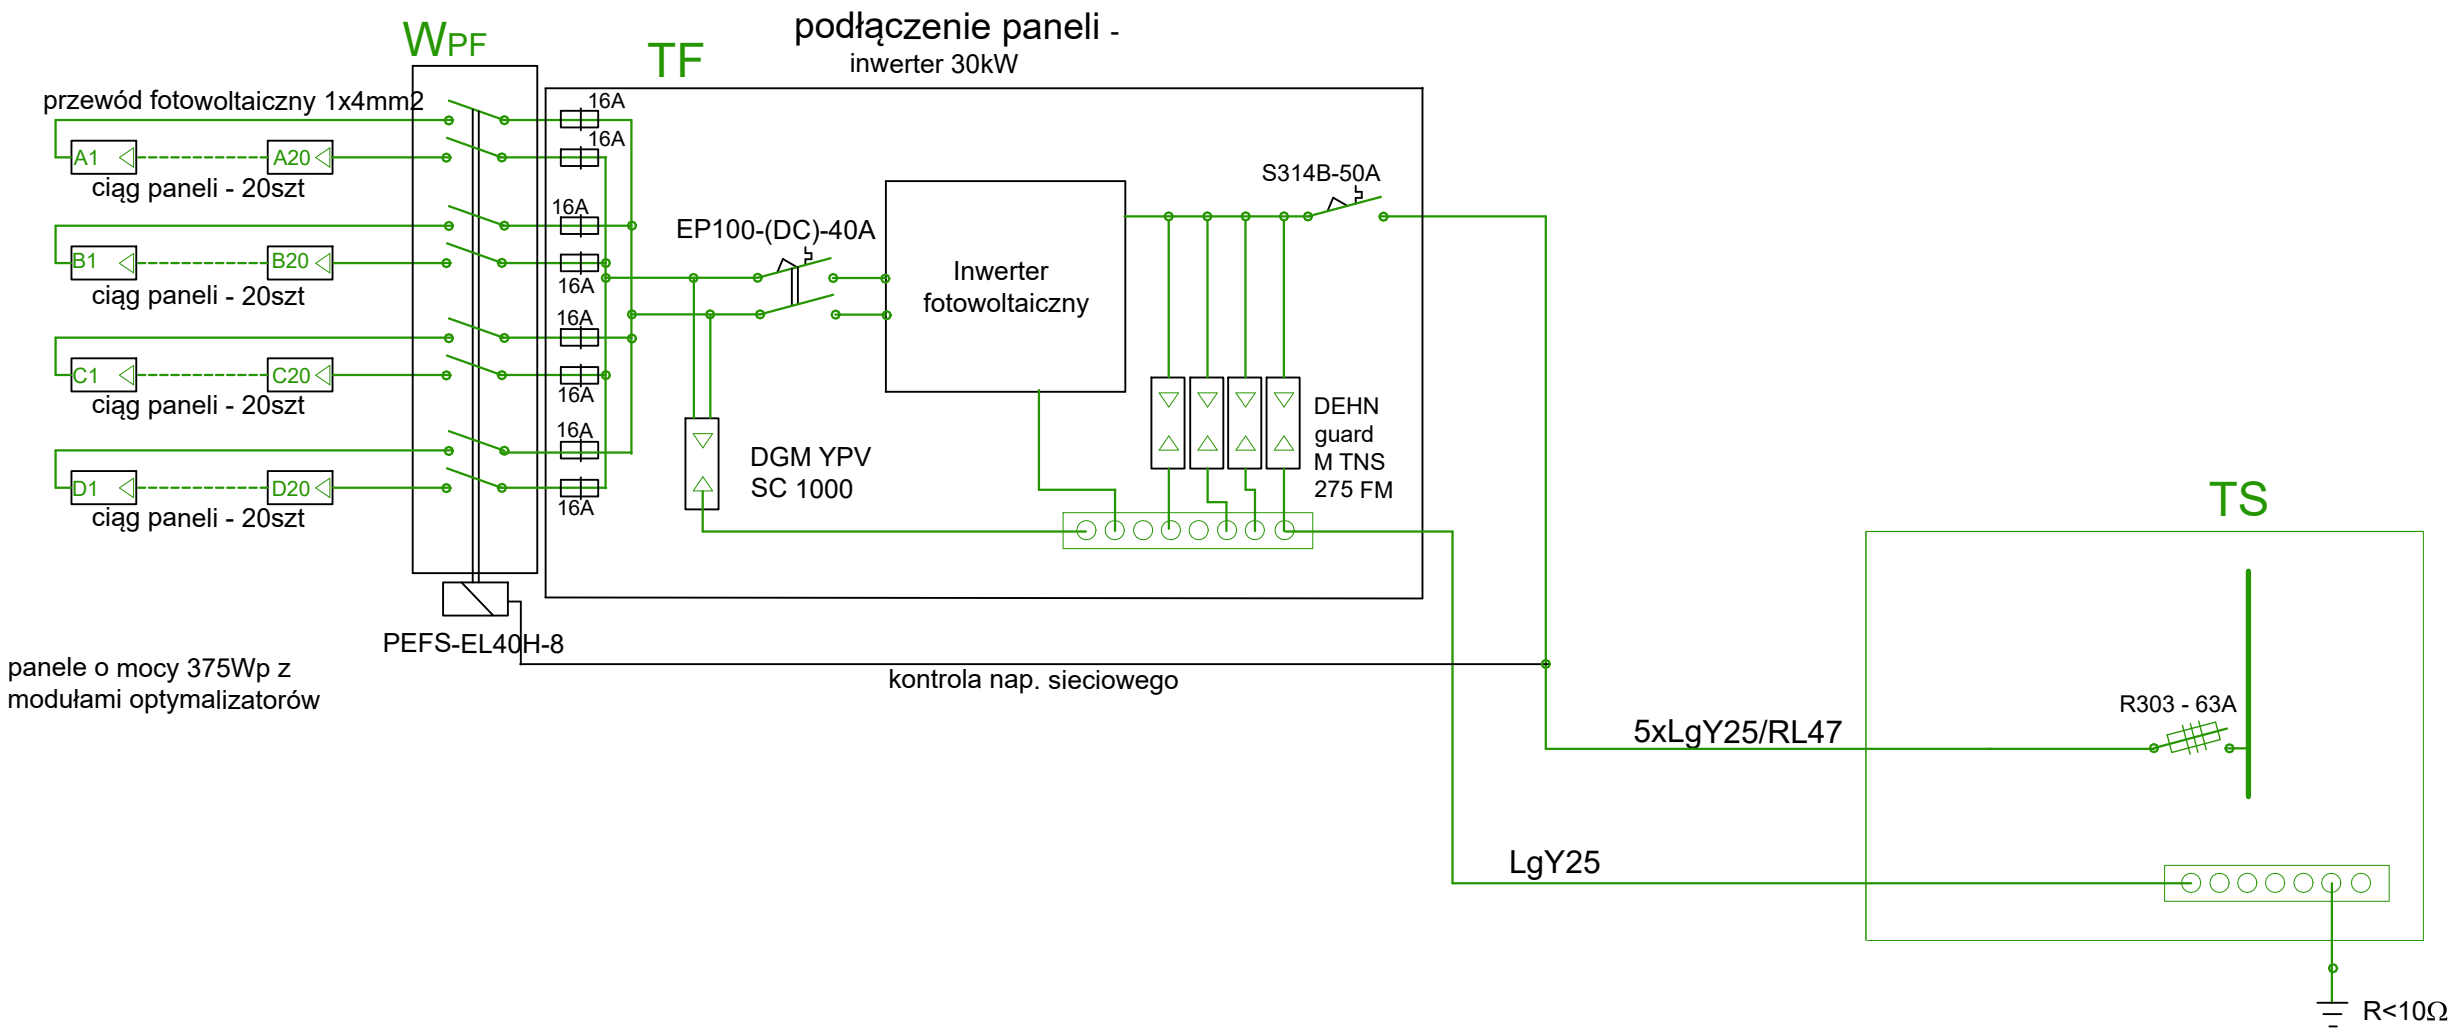 podłączenie paneli -
inwerter 30kW
WPF
TF
przewód fotowoltaiczny 1x4mm2
16A
16A
A1
A20
ciąg paneli - 20szt
16A
B1
B20
16A
ciąg paneli - 20szt
16A
C1
C20
16A
ciąg paneli - 20szt
16A
D1
D20
16A
ciąg paneli - 20szt
EP100-(DC)-40A
Inwerter
fotowoltaiczny
S314B-50A
DGM YPV
SC 1000
DEHN
guard
M TNS
275 FM
TS
PEFS-EL40H-8
panele o mocy 375Wp z
modułami optymalizatorów
kontrola nap. sieciowego
5xLgY25/RL47
R303 - 63A
LgY25
R<10Ω